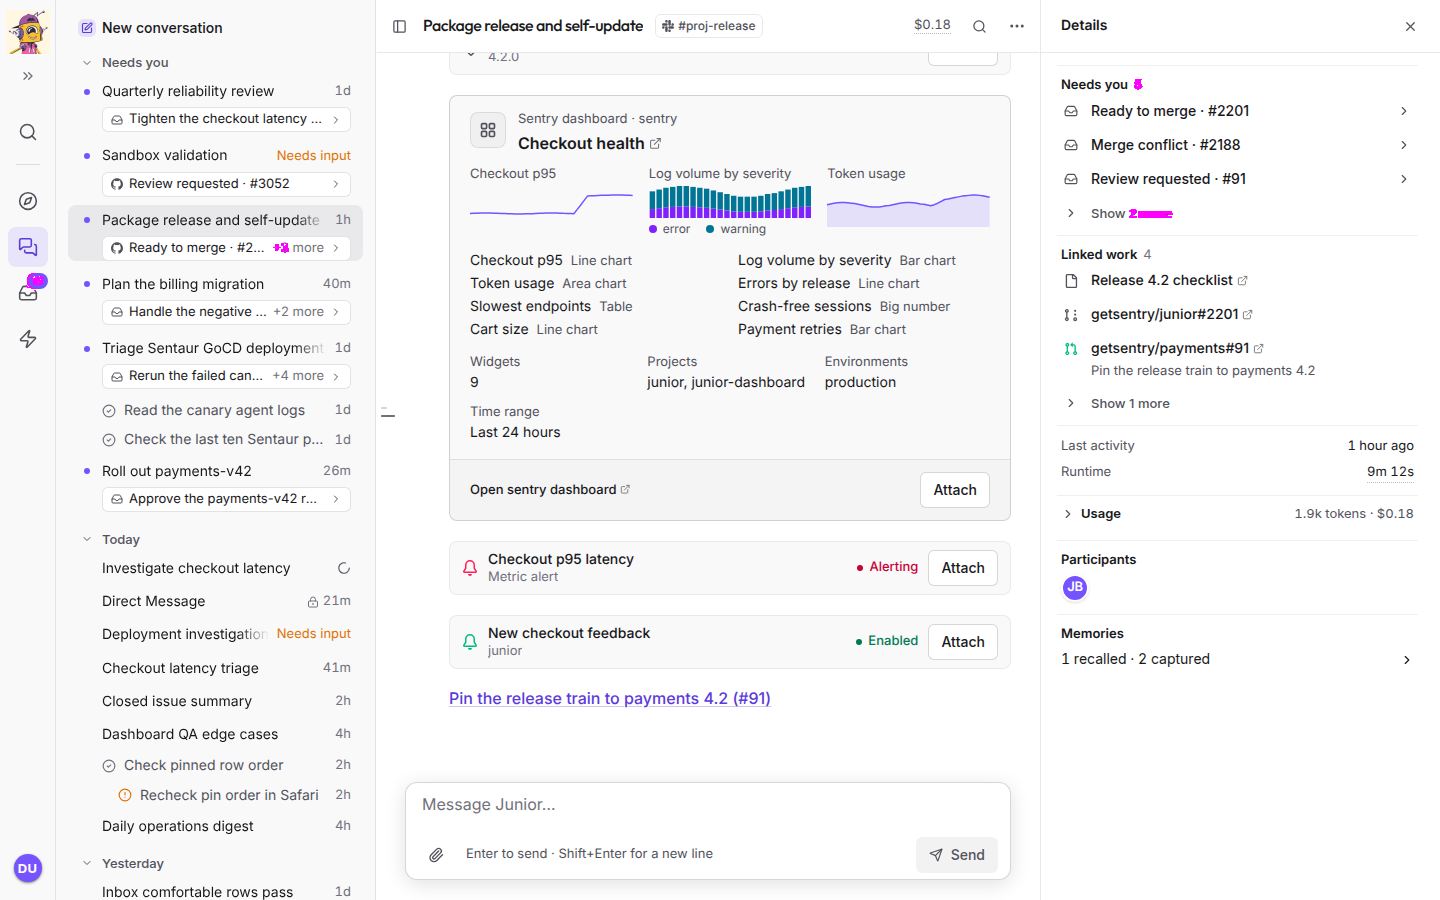 New conversation
Needs you
Quarterly reliability review 1d
Tighten the checkout latency ...
Sandbox validation Needs input
Review requested · #3052
Package release and self-update 1h
Ready to merge · #2... more
Plan the billing migration 40m
Handle the negative ... +2 more
Triage Sentaur GoCD deployment 1d
Rerun the failed can... +4 more
Read the canary agent logs 1d
Check the last ten Sentaur p... 1d
Roll out payments-v42 26m
Approve the payments-v42 r...
Today
Investigate checkout latency
Direct Message 21m
Deployment investigation Needs input
Checkout latency triage 41m
Closed issue summary 2h
Dashboard QA edge cases 4h
Check pinned row order 2h
Recheck pin order in Safari 2h
Daily operations digest 4h
Yesterday
Inbox comfortable rows pass 1d
DU
Package release and self-update #proj-release $0.18
4.2.0
Sentry dashboard · sentry
Checkout health
Checkout p95 Log volume by severity Token usage
error warning
Checkout p95 Line chart Log volume by severity Bar chart
Token usage Area chart Errors by release Line chart
Slowest endpoints Table Crash-free sessions Big number
Cart size Line chart Payment retries Bar chart
Widgets Projects Environments
9 junior, junior-dashboard production
Time range
Last 24 hours
Open sentry dashboard Attach
Checkout p95 latency
Metric alert
Alerting Attach
New checkout feedback
junior
Enabled Attach
Pin the release train to payments 4.2 (#91)
Message Junior...
Enter to send · Shift+Enter for a new line Send
Details
Needs you
Ready to merge · #2201
Merge conflict · #2188
Review requested · #91
Show
Linked work 4
Release 4.2 checklist
getsentry/junior#2201
getsentry/payments#91
Pin the release train to payments 4.2
Show 1 more
Last activity 1 hour ago
Runtime 9m 12s
Usage 1.9k tokens · $0.18
Participants
JB
Memories
1 recalled · 2 captured